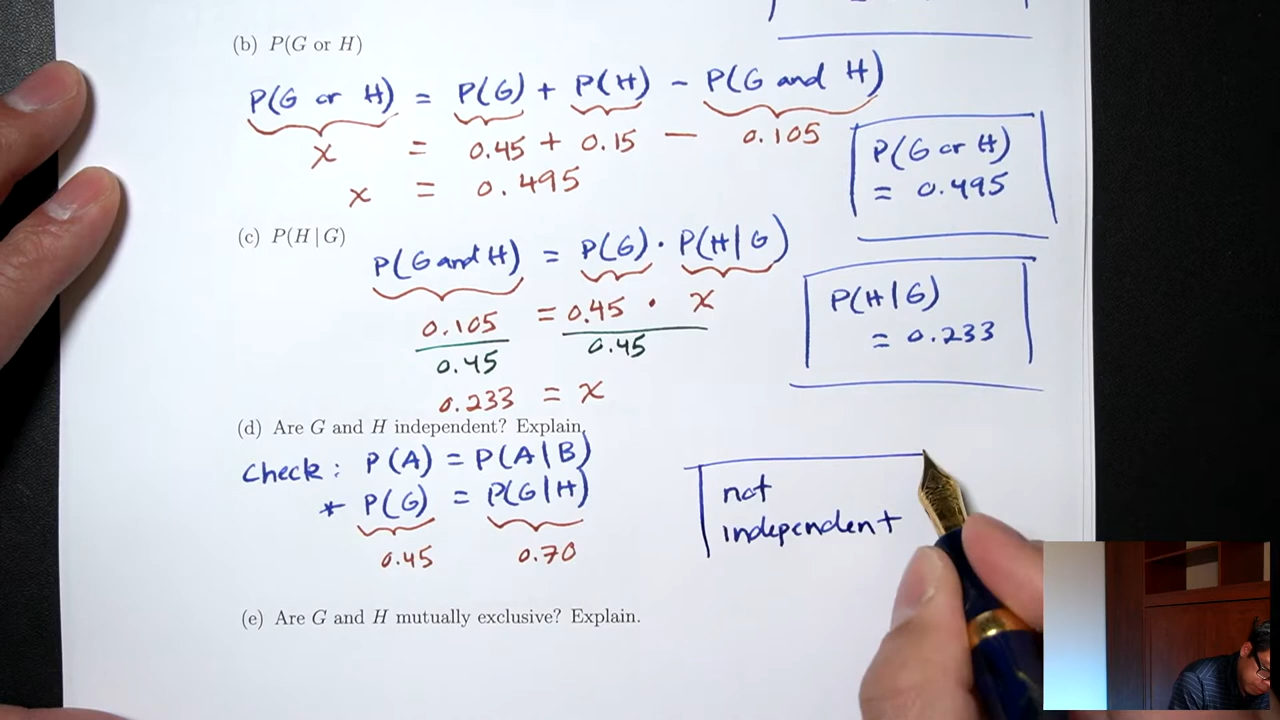 (b) P(G or H)
P(G or H) = P(G) + P(H) - P(G and H)
x = 0.45 + 0.15 - 0.105
x = 0.495
P(G or H)
= 0.495
(c) P(H | G)
P(G and H) = P(G) · P(H|G)
0.105 = 0.45 · x
0.45 0.45
0.233 = x
P(H|G)
= 0.233
(d) Are G and H independent? Explain.
Check: P(A) = P(A|B)
* P(G) = P(G|H)
0.45 0.70
not
independent
(e) Are G and H mutually exclusive? Explain.